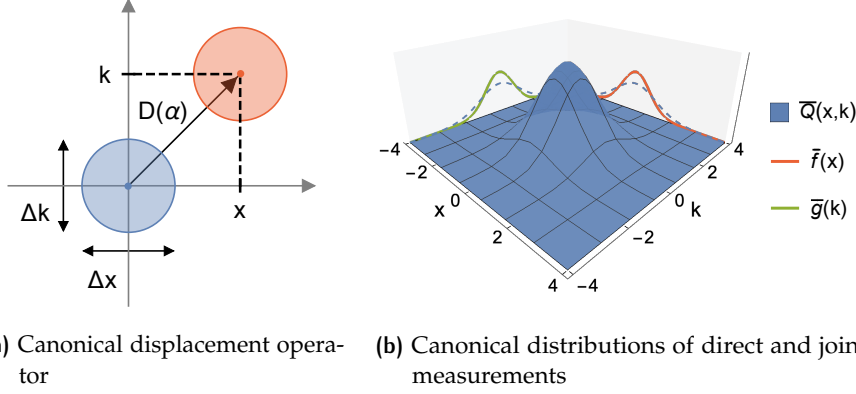 k
D(α)
Δk
x
Δx
Q̅(x,k)
f̄(x)
g̅(k)
−4
−2
x 0
2
4
−4
−2
0 k
2
4
Canonical displacement opera-
tor
(b) Canonical distributions of direct and join
measurements